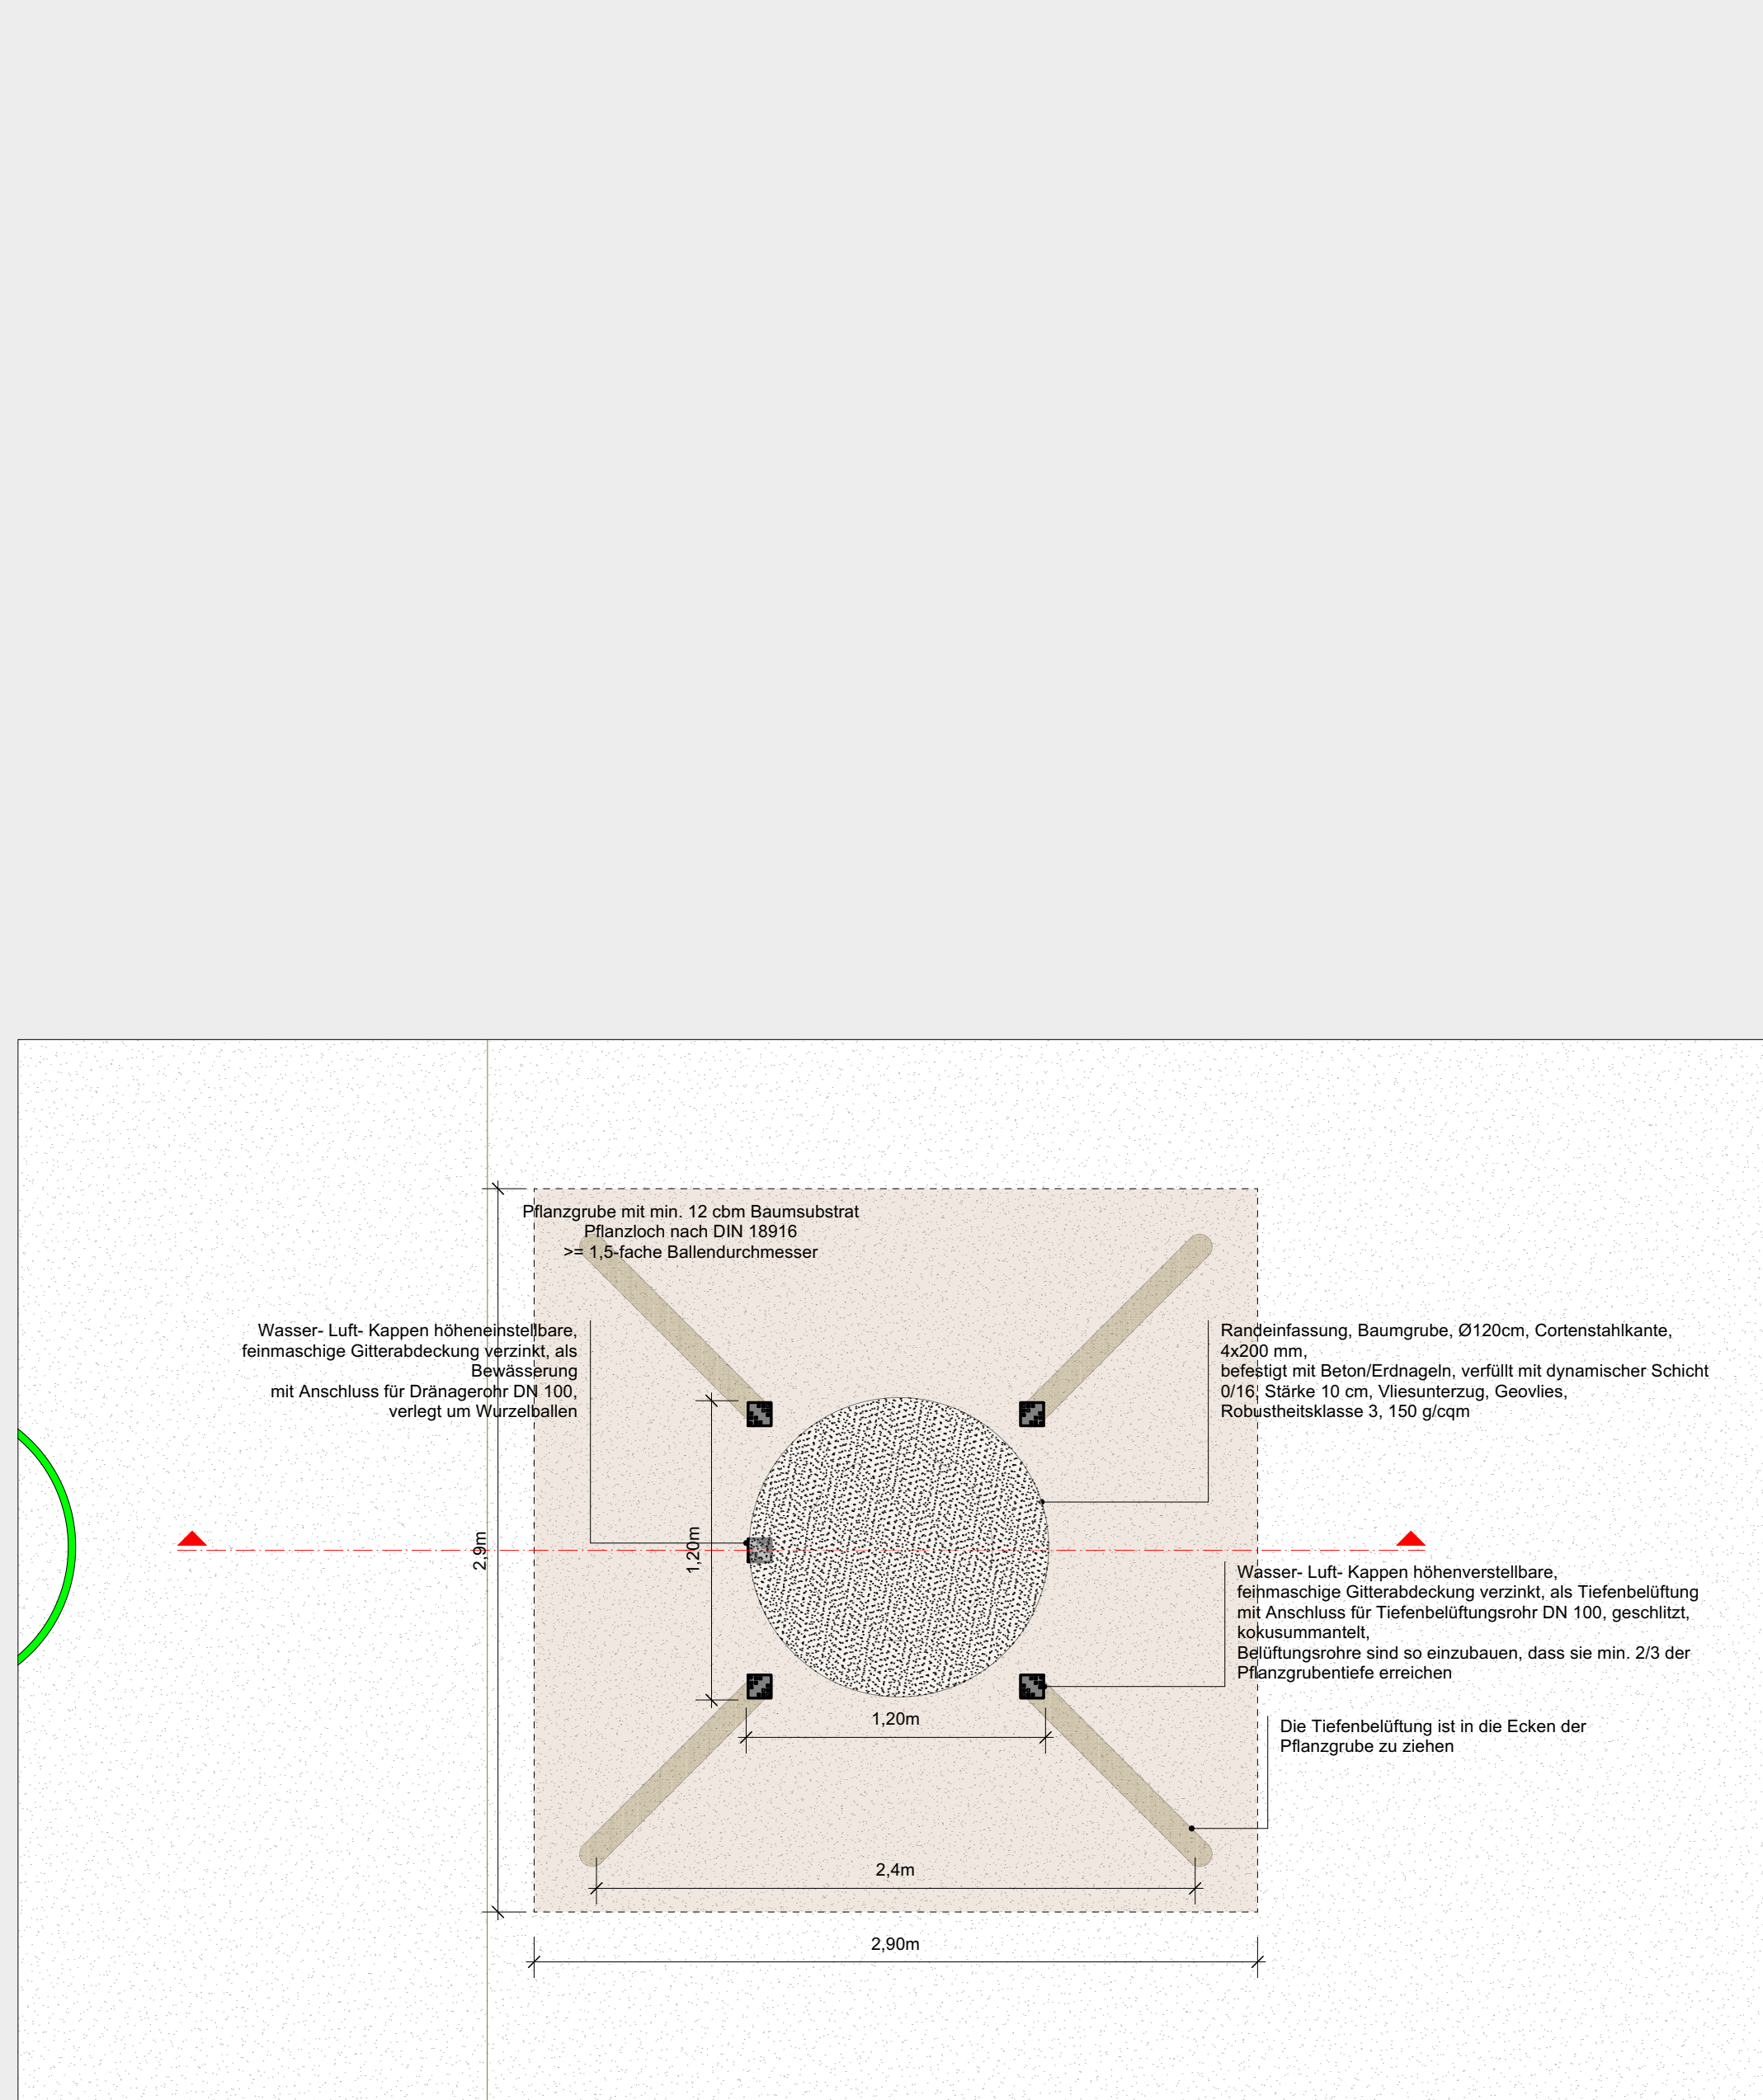 Pflanzgrube mit min. 12 cbm Baumsubstrat
Pflanzloch nach DIN 18916
>= 1,5-fache Ballendurchmesser
Wasser- Luft- Kappen höheneinstellbare,
feinmaschige Gitterabdeckung verzinkt, als
Bewässerung
mit Anschluss für Dränagerohr DN 100,
verlegt um Wurzelballen
Randeinfassung, Baumgrube, Ø120cm, Cortenstahlkante,
4x200 mm,
befestigt mit Beton/Erdnageln, verfüllt mit dynamischer Schicht
0/16, Stärke 10 cm, Vliesunterzug, Geovlies,
Robustheitsklasse 3, 150 g/cqm
2,9m
1,20m
Wasser- Luft- Kappen höhenverstellbare,
feinmaschige Gitterabdeckung verzinkt, als Tiefenbelüftung
mit Anschluss für Tiefenbelüftungsrohr DN 100, geschlitzt,
kokusummantelt,
Belüftungsrohre sind so einzubauen, dass sie min. 2/3 der
Pflanzgrubentiefe erreichen
1,20m
Die Tiefenbelüftung ist in die Ecken der
Pflanzgrube zu ziehen
2,4m
2,90m